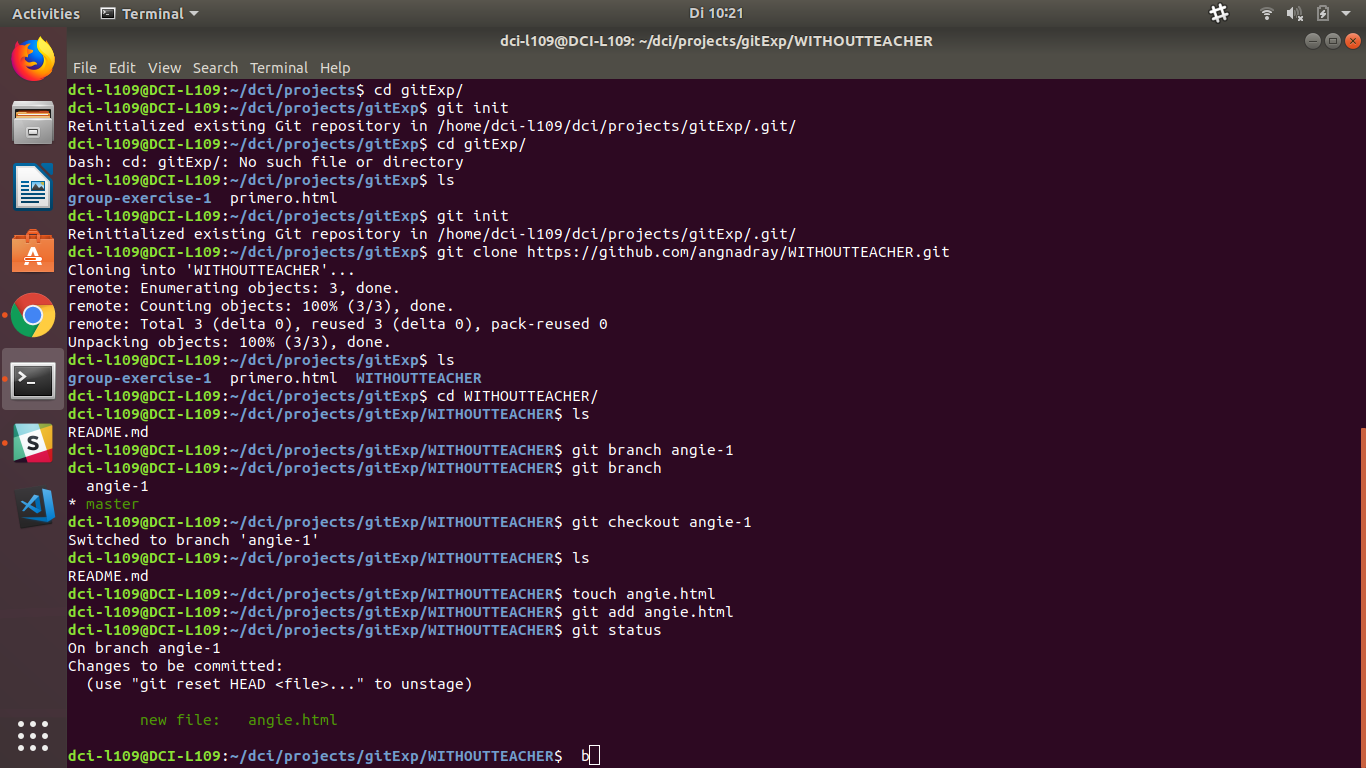 Activities Terminal Di 10:21
dci-l109@DCI-L109: ~/dci/projects/gitExp/WITHOUTTEACHER
File Edit View Search Terminal Help
dci-l109@DCI-L109:~/dci/projects$ cd gitExp/
dci-l109@DCI-L109:~/dci/projects/gitExp$ git init
Reinitialized existing Git repository in /home/dci-l109/dci/projects/gitExp/.git/
dci-l109@DCI-L109:~/dci/projects/gitExp$ cd gitExp/
bash: cd: gitExp/: No such file or directory
dci-l109@DCI-L109:~/dci/projects/gitExp$ ls
group-exercise-1  primero.html
dci-l109@DCI-L109:~/dci/projects/gitExp$ git init
Reinitialized existing Git repository in /home/dci-l109/dci/projects/gitExp/.git/
dci-l109@DCI-L109:~/dci/projects/gitExp$ git clone https://github.com/angnadray/WITHOUTTEACHER.git
Cloning into 'WITHOUTTEACHER'...
remote: Enumerating objects: 3, done.
remote: Counting objects: 100% (3/3), done.
remote: Total 3 (delta 0), reused 3 (delta 0), pack-reused 0
Unpacking objects: 100% (3/3), done.
dci-l109@DCI-L109:~/dci/projects/gitExp$ ls
group-exercise-1  primero.html  WITHOUTTEACHER
dci-l109@DCI-L109:~/dci/projects/gitExp$ cd WITHOUTTEACHER/
dci-l109@DCI-L109:~/dci/projects/gitExp/WITHOUTTEACHER$ ls
README.md
dci-l109@DCI-L109:~/dci/projects/gitExp/WITHOUTTEACHER$ git branch angie-1
dci-l109@DCI-L109:~/dci/projects/gitExp/WITHOUTTEACHER$ git branch
  angie-1
* master
dci-l109@DCI-L109:~/dci/projects/gitExp/WITHOUTTEACHER$ git checkout angie-1
Switched to branch 'angie-1'
dci-l109@DCI-L109:~/dci/projects/gitExp/WITHOUTTEACHER$ ls
README.md
dci-l109@DCI-L109:~/dci/projects/gitExp/WITHOUTTEACHER$ touch angie.html
dci-l109@DCI-L109:~/dci/projects/gitExp/WITHOUTTEACHER$ git add angie.html
dci-l109@DCI-L109:~/dci/projects/gitExp/WITHOUTTEACHER$ git status
On branch angie-1
Changes to be committed:
  (use "git reset HEAD <file>..." to unstage)
        new file:   angie.html
dci-l109@DCI-L109:~/dci/projects/gitExp/WITHOUTTEACHER$  b